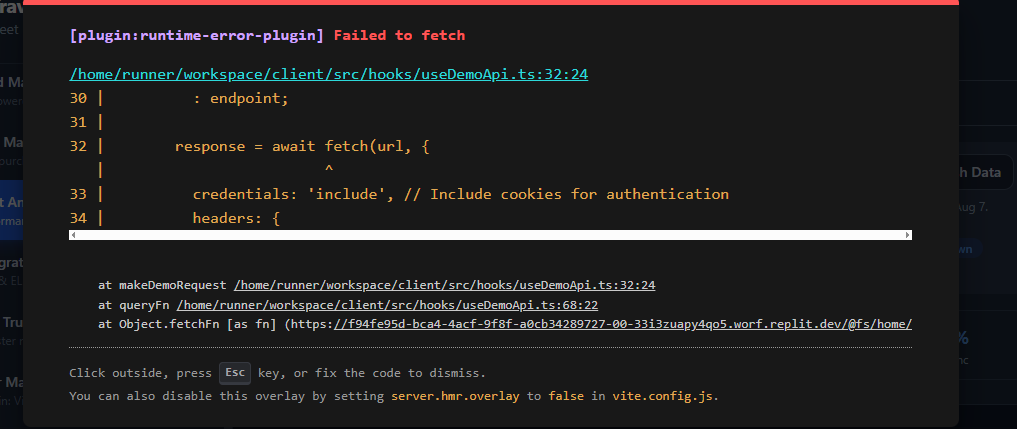 [plugin:runtime-error-plugin] Failed to fetch
/home/runner/workspace/client/src/hooks/useDemoApi.ts:32:24
30 |          : endpoint;
31 |
32 |        response = await fetch(url, {
   |                         ^
33 |          credentials: 'include', // Include cookies for authentication
34 |          headers: {
h Data
Aug 7.
at makeDemoRequest /home/runner/workspace/client/src/hooks/useDemoApi.ts:32:24
at queryFn /home/runner/workspace/client/src/hooks/useDemoApi.ts:68:22
at Object.fetchFn [as fn] (https://f94fe95d-bca4-4acf-9f8f-a0cb34289727-00-33i3zuapy4qo5.worf.replit.dev/@fs/home/
%
Click outside, press Esc key, or fix the code to dismiss.
You can also disable this overlay by setting server.hmr.overlay to false in vite.config.js.